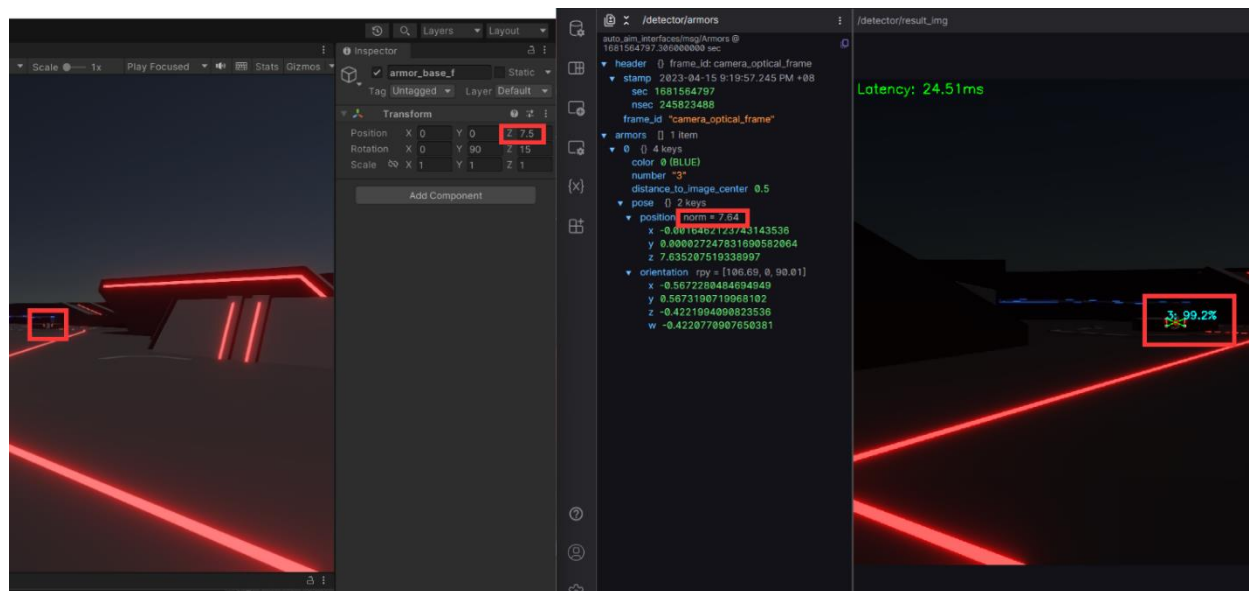 Layers
Layout
Scale 1x
Play Focused
Stats
Gizmos
Inspector
armor_base_f
Static
Tag Untagged
Layer Default
Transform
Position X 0 Y 0 Z 7.5
Rotation X 0 Y 90 Z 15
Scale X 1 Y 1 Z 1
Add Component
/detector/armors
auto_aim_interfaces/msg/Armors @
1681564797.306000000 sec
header {} frame_id: camera_optical_frame
stamp 2023-04-15 9:19:57.245 PM +08
sec 1681564797
nsec 245823488
frame_id "camera_optical_frame"
armors [] 1 item
0 {} 4 keys
color 0 (BLUE)
number "3"
distance_to_image_center 0.5
pose {} 2 keys
position norm = 7.64
x -0.0016462123743143536
y 0.000027247831690582064
z 7.635207519338997
orientation rpy = [106.69, 0, 90.01]
x -0.5672280484694949
y 0.5673190719968102
z -0.4221994090823536
w -0.4220770907650381
/detector/result_img
Latency: 24.51ms
3: 99.2%